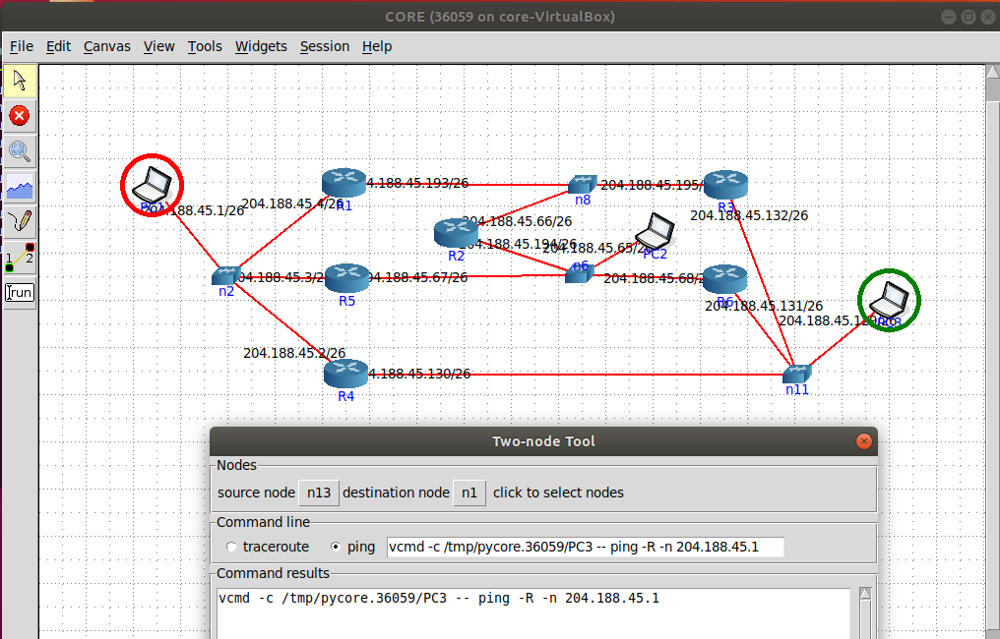 CORE (36059 on core-VirtualBox)
File Edit Canvas View Tools Widgets Session Help
4.188.45.193/26
n8
204.188.45.195/
R3
204.188.45.132/26
.188.45.1/26
204.188.45.4/26
R1
204.188.45.66/26
R2
4.188.45.194/26
204.188.45.65/2
PC2
n6
n2
04.188.45.3/2
R5
4.188.45.67/26
204.188.45.68/2
R6
204.188.45.131/26
204.188.45.12
204.188.45.2/26
R4
4.188.45.130/26
n11
1 2
run
Two-node Tool
Nodes
source node n13 destination node n1 click to select nodes
Command line
traceroute ping vcmd -c /tmp/pycore.36059/PC3 -- ping -R -n 204.188.45.1
Command results
vcmd -c /tmp/pycore.36059/PC3 -- ping -R -n 204.188.45.1